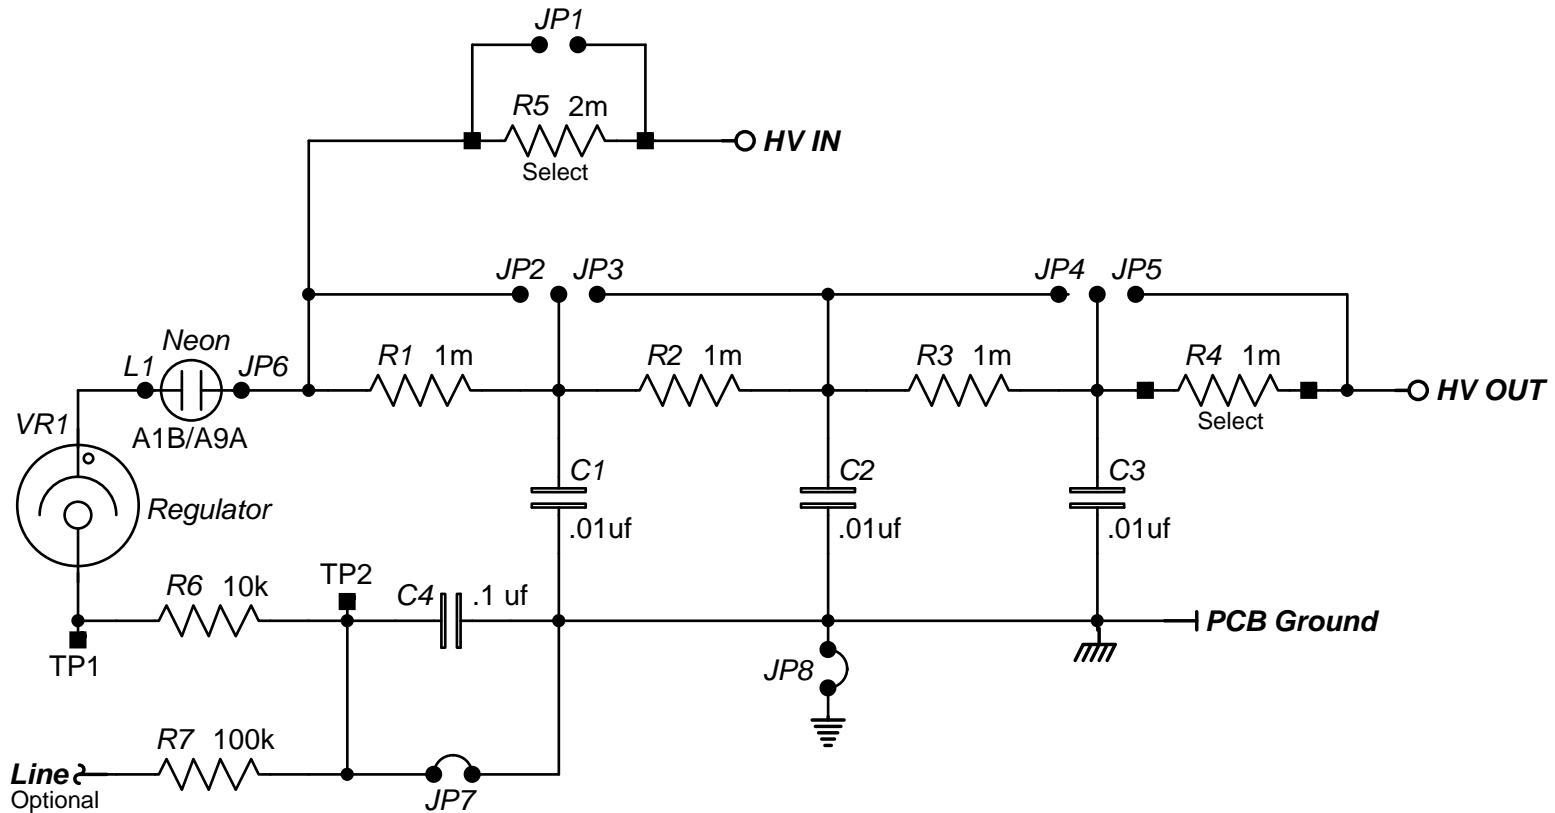 JP1
R5 2m
HV IN
Select
JP2 JP3 JP4 JP5
Neon
L1 JP6 R1 1m R2 1m R3 1m R4 1m
HV OUT
Select
VR1
A1B/A9A
C1 C2 C3
Regulator
.01uf .01uf .01uf
R6 10k TP2 C4 .1 uf
PCB Ground
TP1
JP8
R7 100k
Line
Optional
JP7